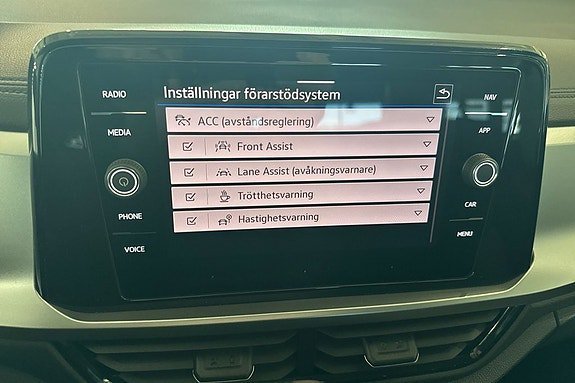 Inställningar förarstödsystem
RADIO
MEDIA
PHONE
VOICE
ACC (avståndsreglering)
Front Assist
Lane Assist (avåkningsvarnare)
Trötthetsvarning
Hastighetsvarning
NAV
APP
CAR
MENU